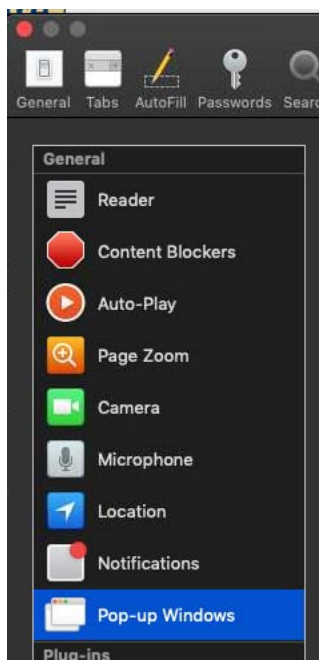 General Tabs AutoFill Passwords Searc
General
Reader
Content Blockers
Auto-Play
Page Zoom
Camera
Microphone
Location
Notifications
Pop-up Windows
Plug-ins